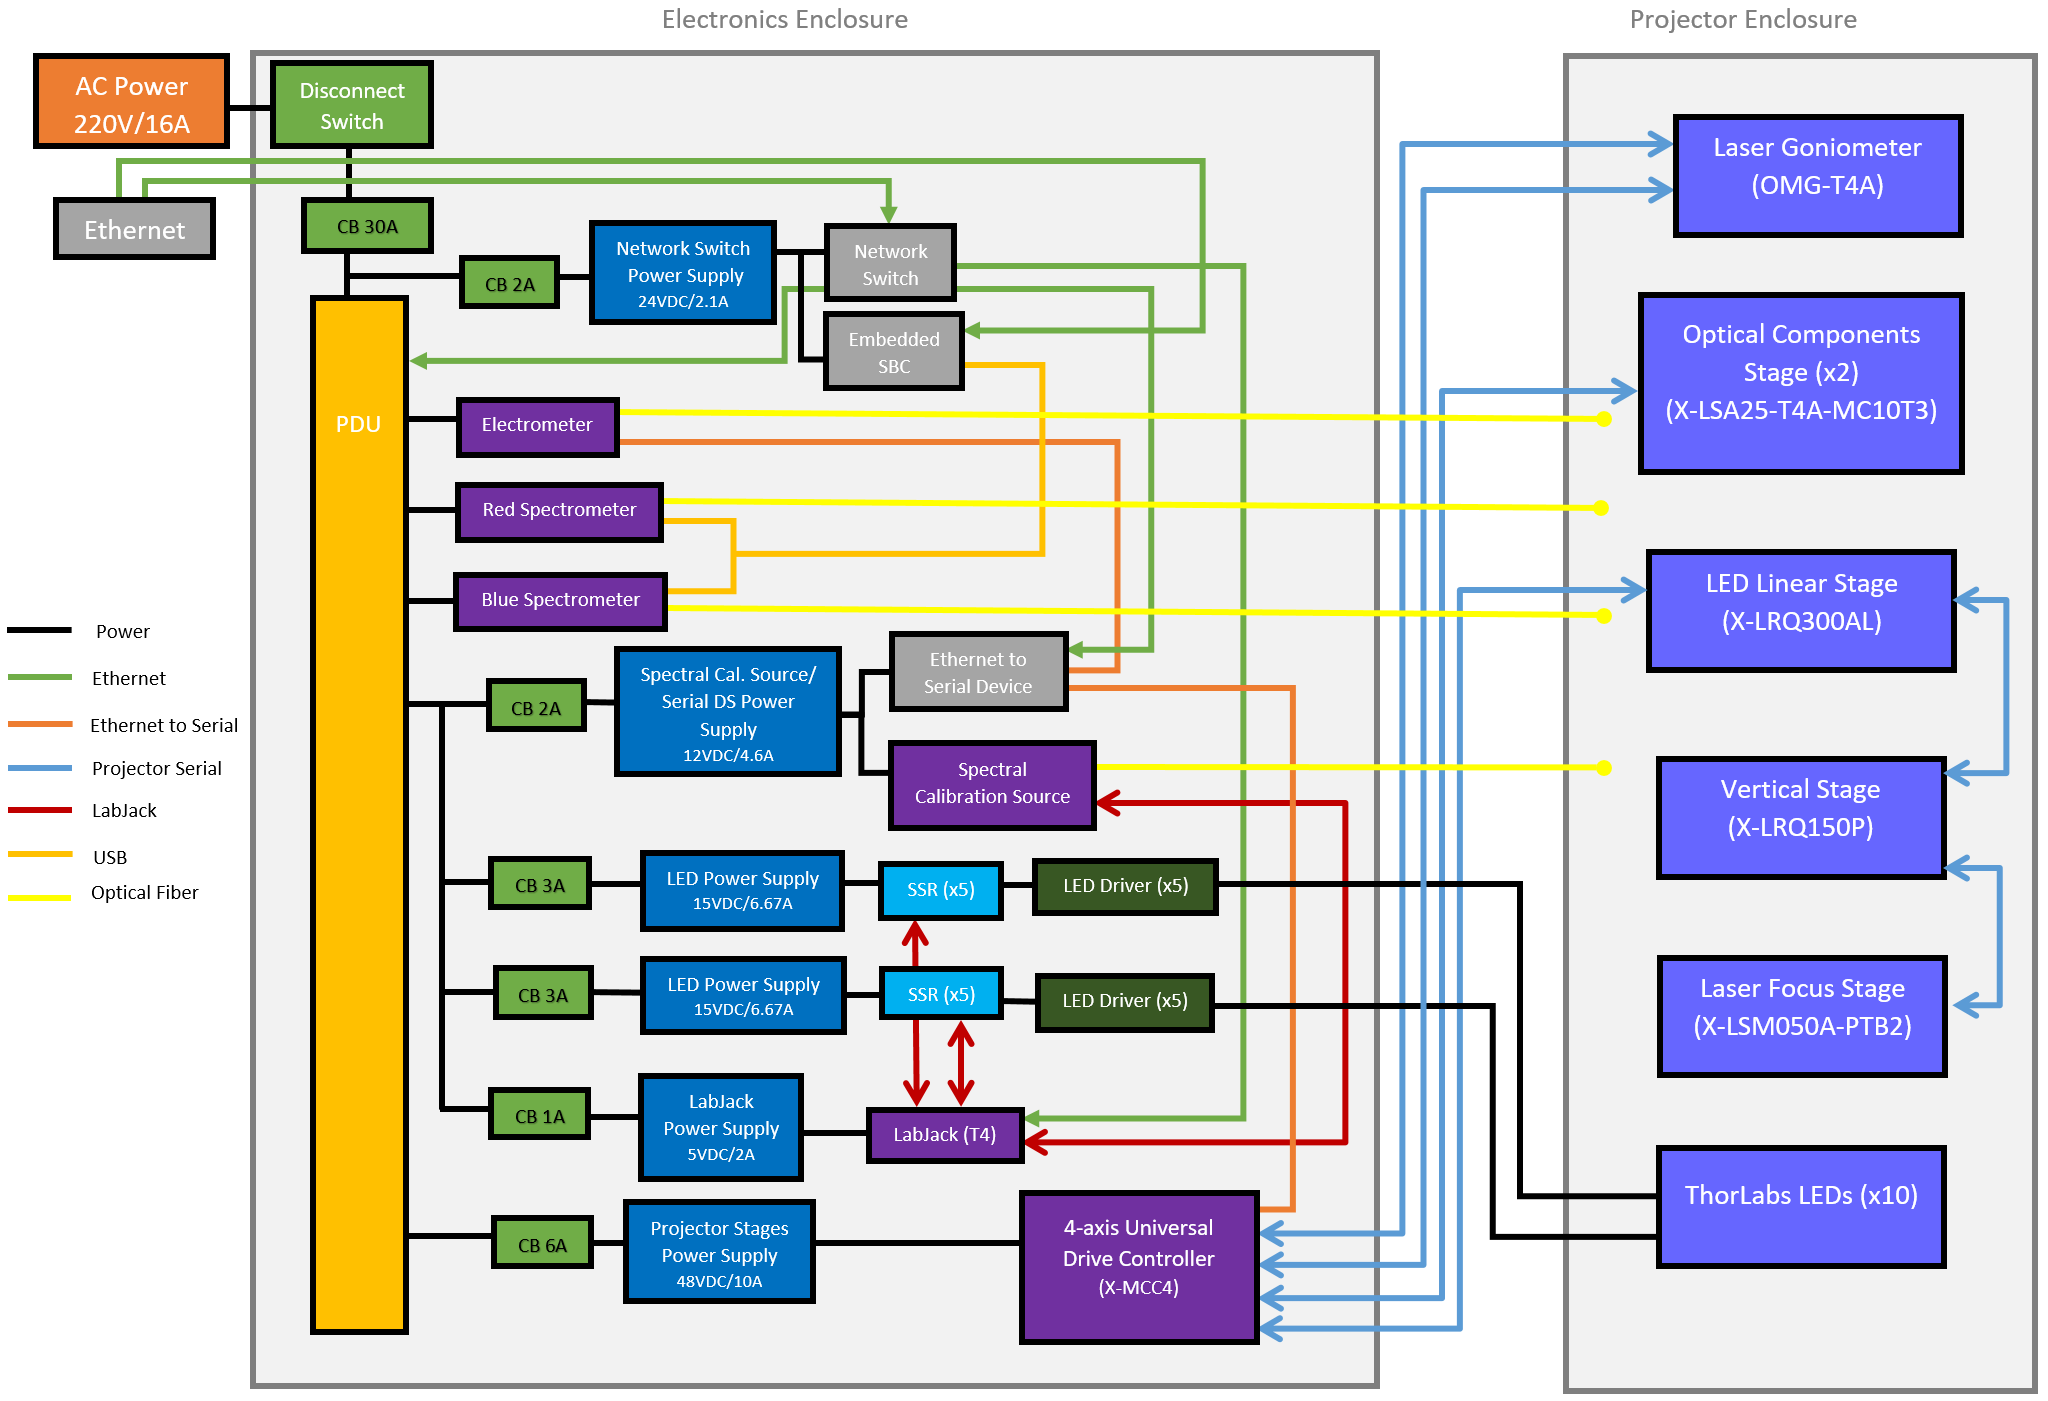 Electronics Enclosure
Projector Enclosure
AC Power
220V/16A
Disconnect
Switch
Ethernet
CB 30A
CB 2A
Network Switch
Power Supply
24VDC/2.1A
Network
Switch
Embedded
SBC
PDU
Electrometer
Red Spectrometer
Blue Spectrometer
CB 2A
Spectral Cal. Source/
Serial DS Power
Supply
12VDC/4.6A
Ethernet to
Serial Device
Spectral
Calibration Source
CB 3A
LED Power Supply
15VDC/6.67A
SSR (x5)
LED Driver (x5)
CB 3A
LED Power Supply
15VDC/6.67A
SSR (x5)
LED Driver (x5)
CB 1A
LabJack
Power Supply
5VDC/2A
LabJack (T4)
CB 6A
Projector Stages
Power Supply
48VDC/10A
4-axis Universal
Drive Controller
(X-MCC4)
Laser Goniometer
(OMG-T4A)
Optical Components
Stage (x2)
(X-LSA25-T4A-MC10T3)
LED Linear Stage
(X-LRQ300AL)
Vertical Stage
(X-LRQ150P)
Laser Focus Stage
(X-LSM050A-PTB2)
ThorLabs LEDs (x10)
Power
Ethernet
Ethernet to Serial
Projector Serial
LabJack
USB
Optical Fiber